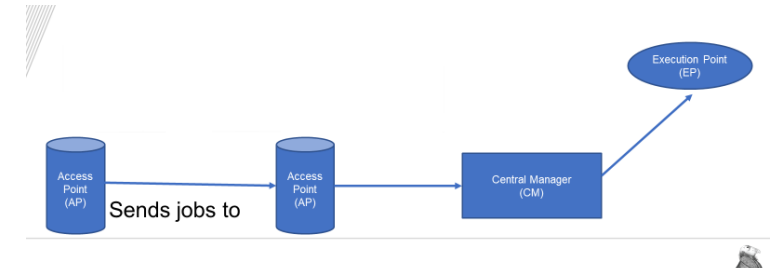 Execution Point
(EP)
Access
Point
(AP)
Sends jobs to
Access
Point
(AP)
Central Manager
(CM)